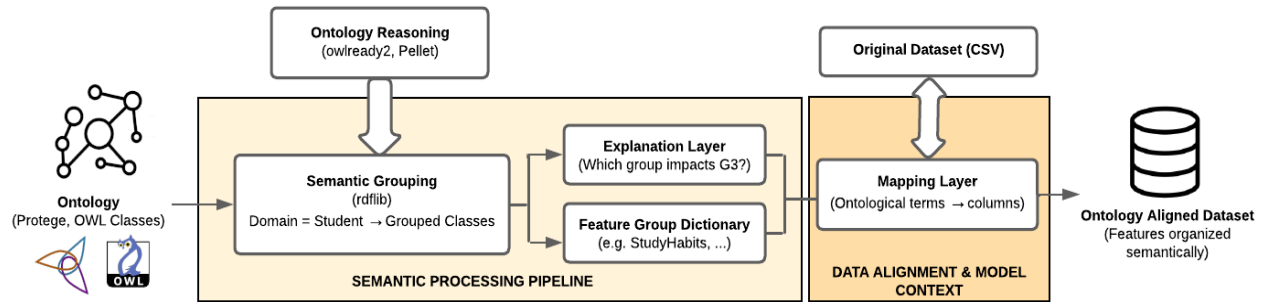 Ontology Reasoning
(owlready2, Pellet)
Original Dataset (CSV)
Ontology
(Protege, OWL Classes)
OWL
Semantic Grouping
(rdflib)
Domain = Student → Grouped Classes
Explanation Layer
(Which group impacts G3?)
Feature Group Dictionary
(e.g. StudyHabits, ...)
SEMANTIC PROCESSING PIPELINE
Mapping Layer
(Ontological terms → columns)
DATA ALIGNMENT & MODEL
CONTEXT
Ontology Aligned Dataset
(Features organized
semantically)